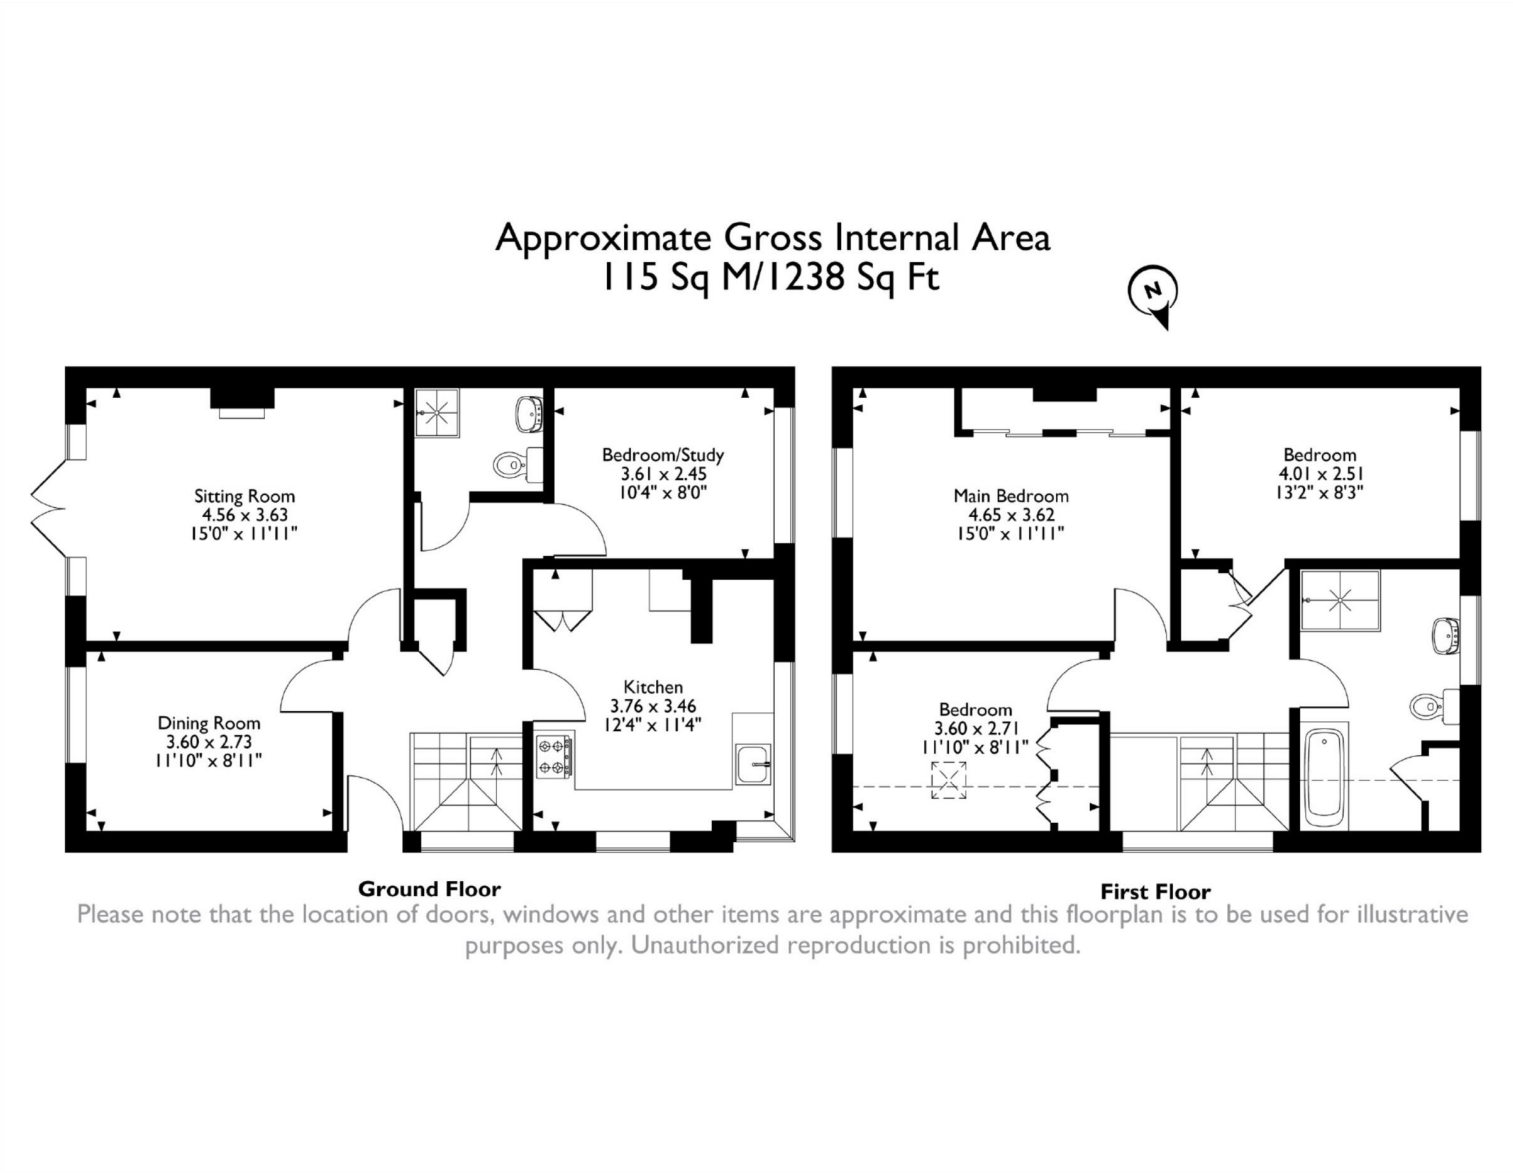 Approximate Gross Internal Area
115 Sq M/1238 Sq Ft
N
Sitting Room
4.56 x 3.63
15'0" x 11'11"
Bedroom/Study
3.61 x 2.45
10'4" x 8'0"
Dining Room
3.60 x 2.73
11'10" x 8'11"
Kitchen
3.76 x 3.46
12'4" x 11'4"
Ground Floor
Main Bedroom
4.65 x 3.62
15'0" x 11'11"
Bedroom
4.01 x 2.51
13'2" x 8'3"
Bedroom
3.60 x 2.71
11'10" x 8'11"
First Floor
Please note that the location of doors, windows and other items are approximate and this floorplan is to be used for illustrative
purposes only. Unauthorized reproduction is prohibited.